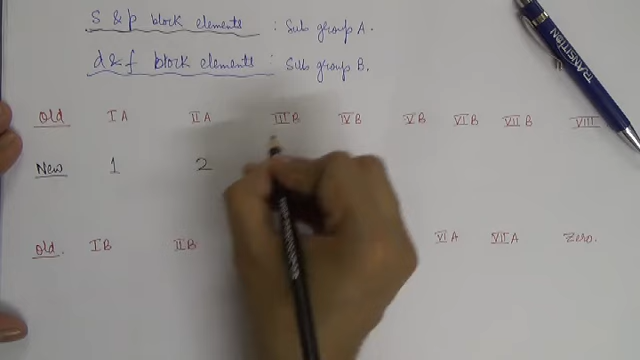 S & p block elements : Sub group A.
d & f block elements : Sub group B.
TRANSITION
Old IA IIA IIIB IVB VB VIB VIIB VIII
New 1 2
old. IB IIB VIA VIIA Zero.